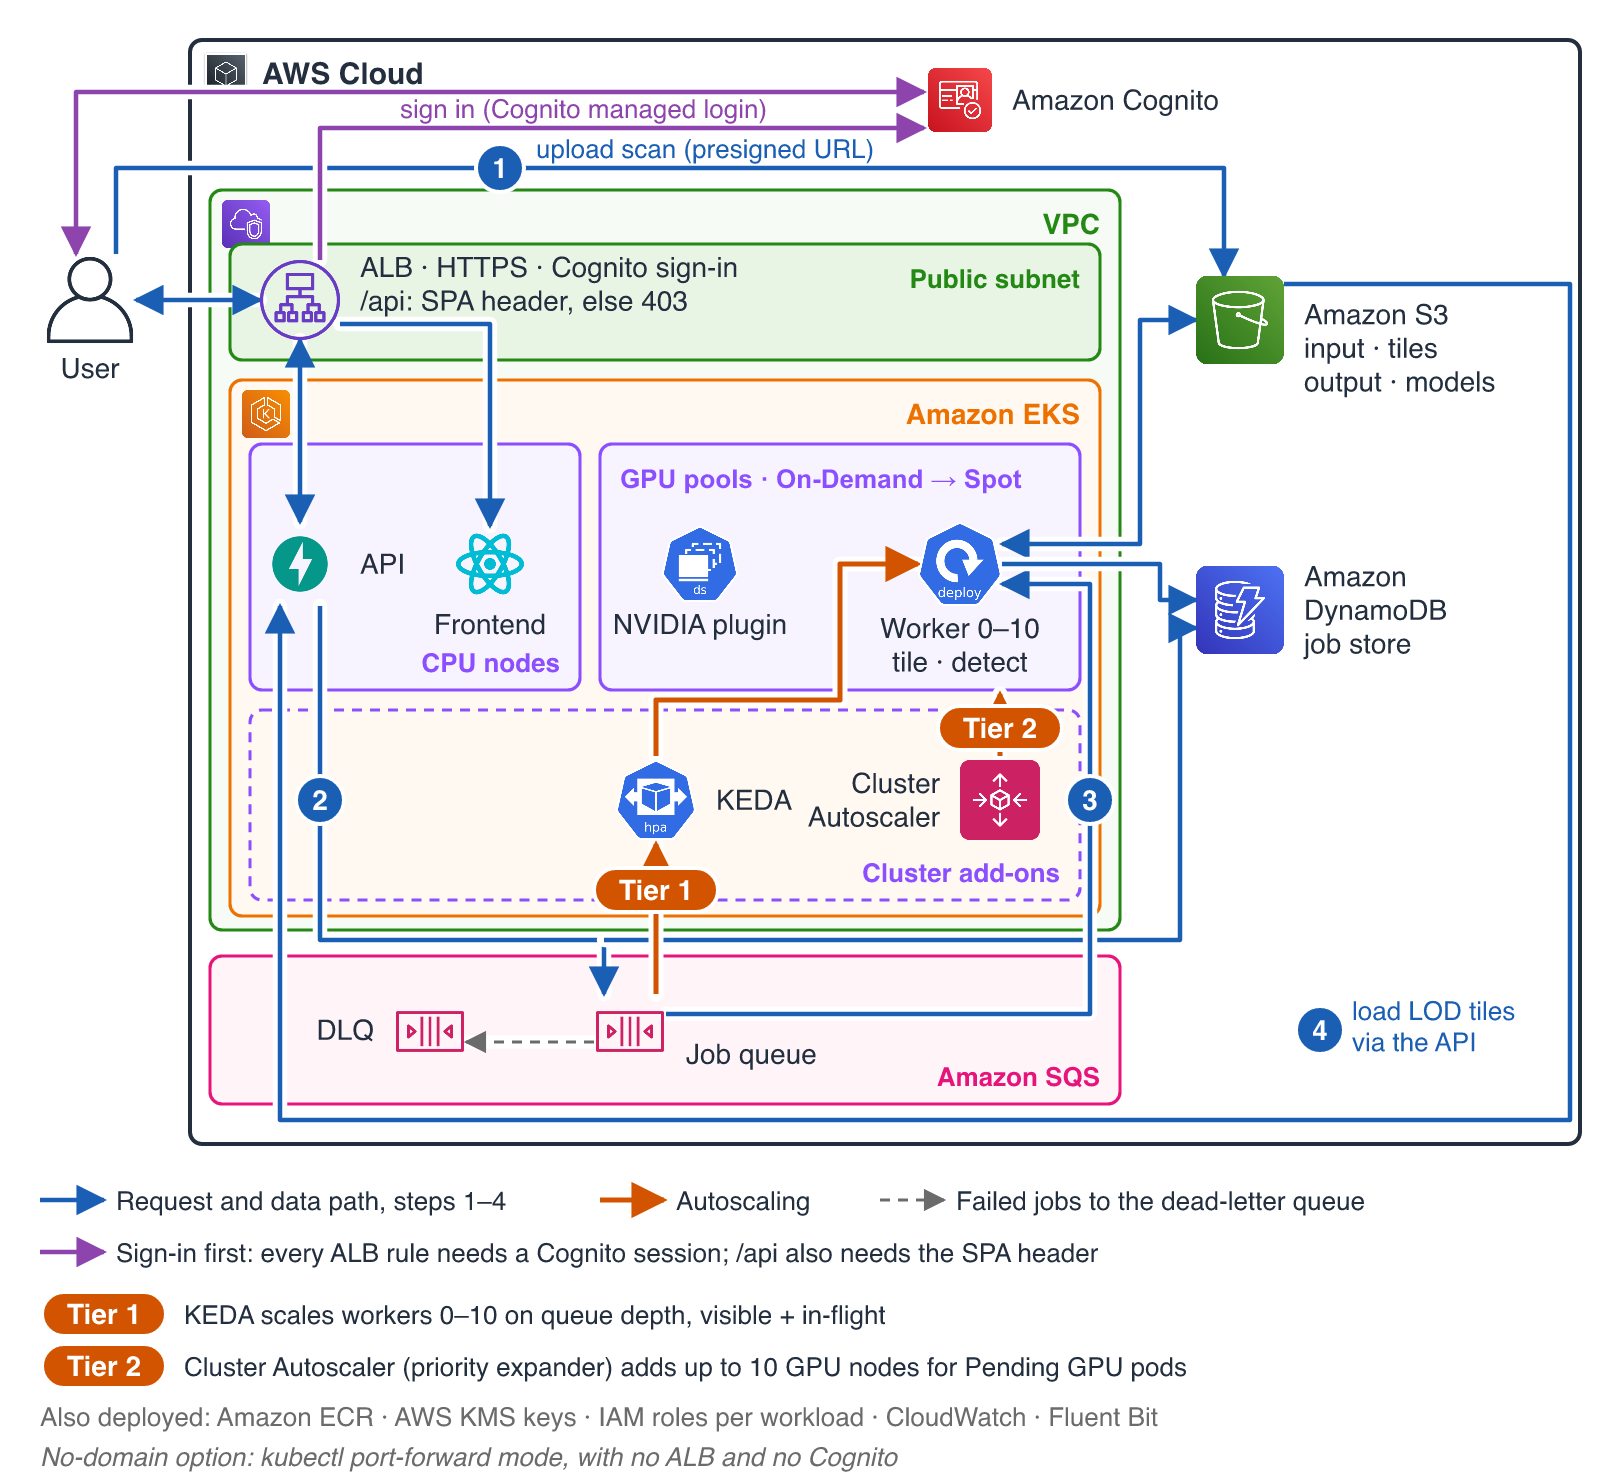 AWS Cloud
sign in (Cognito managed login)
Amazon Cognito
1
upload scan (presigned URL)
VPC
ALB · HTTPS · Cognito sign-in
/api: SPA header, else 403
Public subnet
User
Amazon S3
input · tiles
output · models
Amazon EKS
GPU pools · On-Demand → Spot
API
Frontend
CPU nodes
ds
NVIDIA plugin
deploy
Worker 0–10
tile · detect
Amazon
DynamoDB
job store
Tier 2
2
hpa
KEDA
Cluster
Autoscaler
3
Cluster add-ons
Tier 1
DLQ
Job queue
Amazon SQS
4
load LOD tiles
via the API
Request and data path, steps 1–4
Autoscaling
Failed jobs to the dead-letter queue
Sign-in first: every ALB rule needs a Cognito session; /api also needs the SPA header
Tier 1
KEDA scales workers 0–10 on queue depth, visible + in-flight
Tier 2
Cluster Autoscaler (priority expander) adds up to 10 GPU nodes for Pending GPU pods
Also deployed: Amazon ECR · AWS KMS keys · IAM roles per workload · CloudWatch · Fluent Bit
No-domain option: kubectl port-forward mode, with no ALB and no Cognito